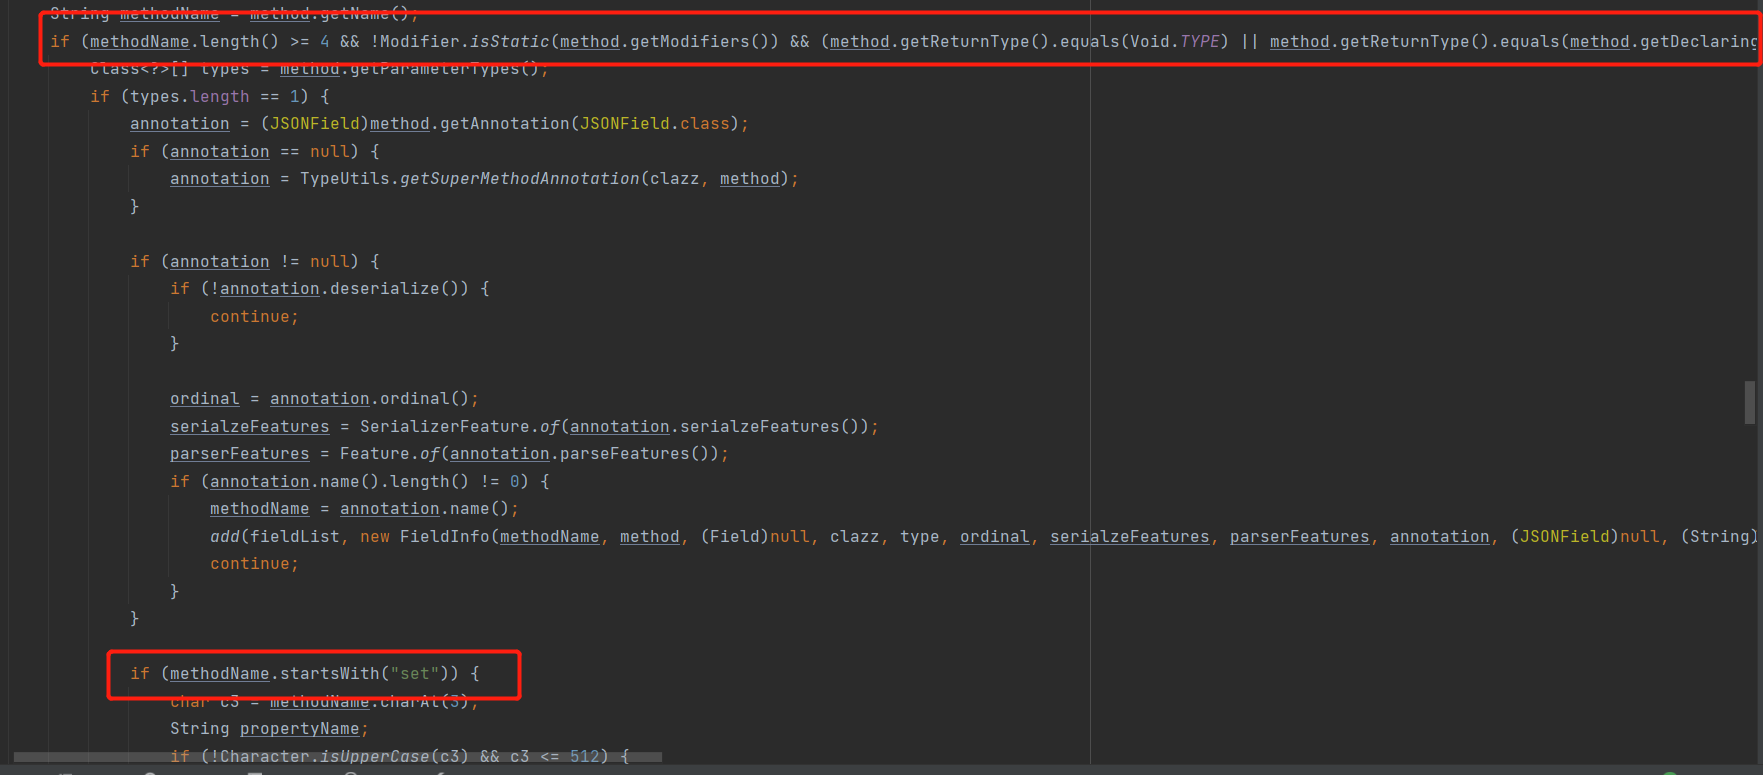 String methodName = method.getName();
if (methodName.length() >= 4 && !Modifier.isStatic(method.getModifiers()) && (method.getReturnType().equals(Void.TYPE) || method.getReturnType().equals(method.getDeclaring
Class<?>[] types = method.getParameterTypes();
if (types.length == 1) {
annotation = (JSONField)method.getAnnotation(JSONField.class);
if (annotation == null) {
annotation = TypeUtils.getSuperMethodAnnotation(clazz, method);
}
if (annotation != null) {
if (!annotation.deserialize()) {
continue;
}
ordinal = annotation.ordinal();
serialzeFeatures = SerializerFeature.of(annotation.serialzeFeatures());
parserFeatures = Feature.of(annotation.parseFeatures());
if (annotation.name().length() != 0) {
methodName = annotation.name();
add(fieldList, new FieldInfo(methodName, method, (Field)null, clazz, type, ordinal, serialzeFeatures, parserFeatures, annotation, (JSONField)null, (String)
continue;
}
}
if (methodName.startsWith("set")) {
char c3 = methodName.charAt(3);
String propertyName;
if (!Character.isUpperCase(c3) && c3 <= 512) {